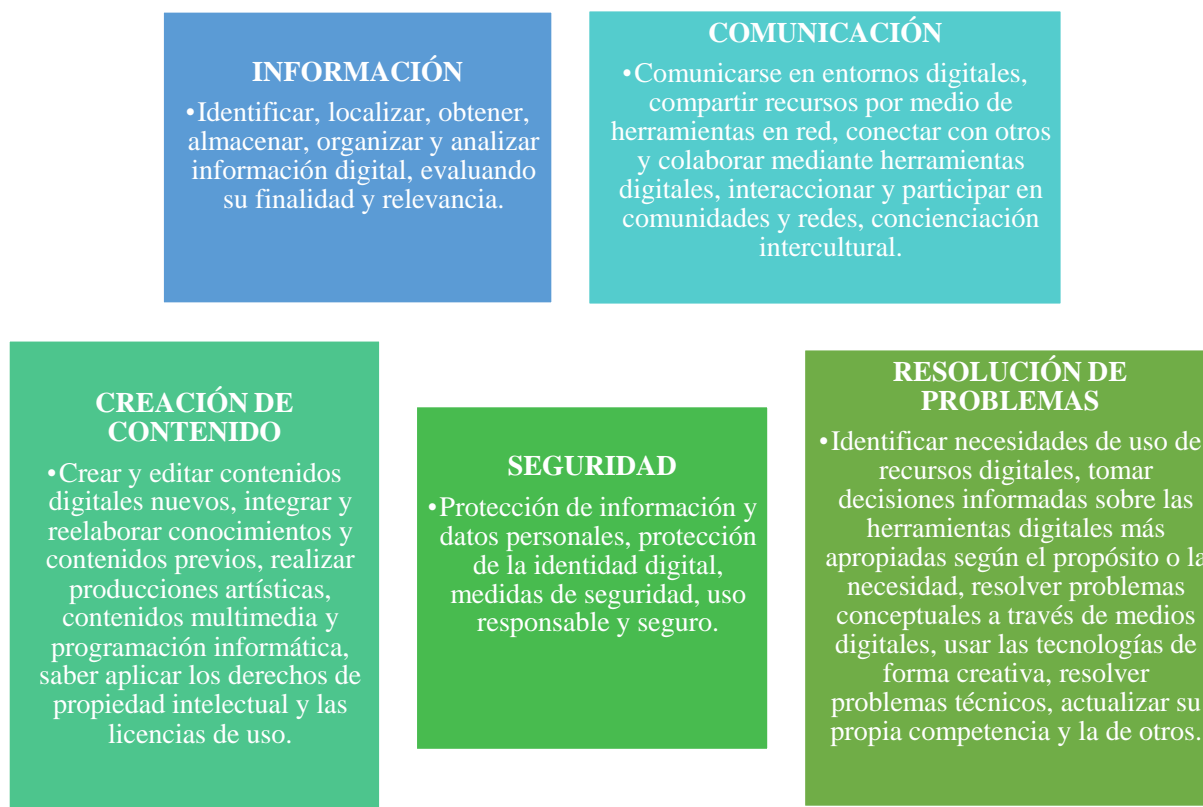 INFORMACIÓN
•Identificar, localizar, obtener,
almacenar, organizar y analizar
información digital, evaluando
su finalidad y relevancia.
COMUNICACIÓN
•Comunicarse en entornos digitales,
compartir recursos por medio de
herramientas en red, conectar con otros
y colaborar mediante herramientas
digitales, interaccionar y participar en
comunidades y redes, concienciación
intercultural.
CREACIÓN DE
CONTENIDO
•Crear y editar contenidos
digitales nuevos, integrar y
reelaborar conocimientos y
contenidos previos, realizar
producciones artísticas,
contenidos multimedia y
programación informática,
saber aplicar los derechos de
propiedad intelectual y las
licencias de uso.
SEGURIDAD
•Protección de información y
datos personales, protección
de la identidad digital,
medidas de seguridad, uso
responsable y seguro.
RESOLUCIÓN DE
PROBLEMAS
•Identificar necesidades de uso de
recursos digitales, tomar
decisiones informadas sobre las
herramientas digitales más
apropiadas según el propósito o la
necesidad, resolver problemas
conceptuales a través de medios
digitales, usar las tecnologías de
forma creativa, resolver
problemas técnicos, actualizar su
propia competencia y la de otros.